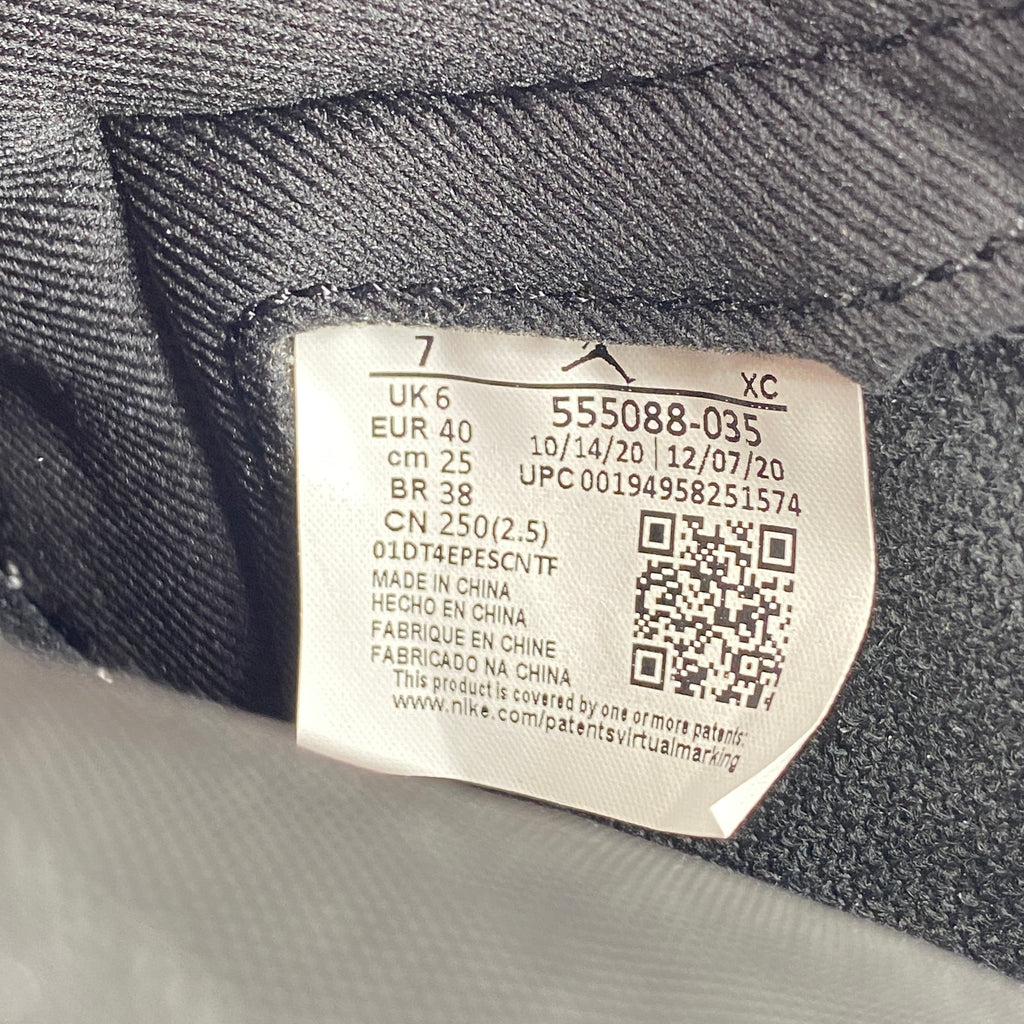 7
XC
UK 6
555088-035
EUR 40
10/14/20 | 12/07/20
cm 25
UPC 00194958251574
BR 38
CN 250(2.5)
01DT4EPESCNTF
MADE IN CHINA
HECHO EN CHINA
FABRIQUE EN CHINE
FABRICADO NA CHINA
This product is covered by one or more patents:
www.nike.com/patentsvirtualmarking